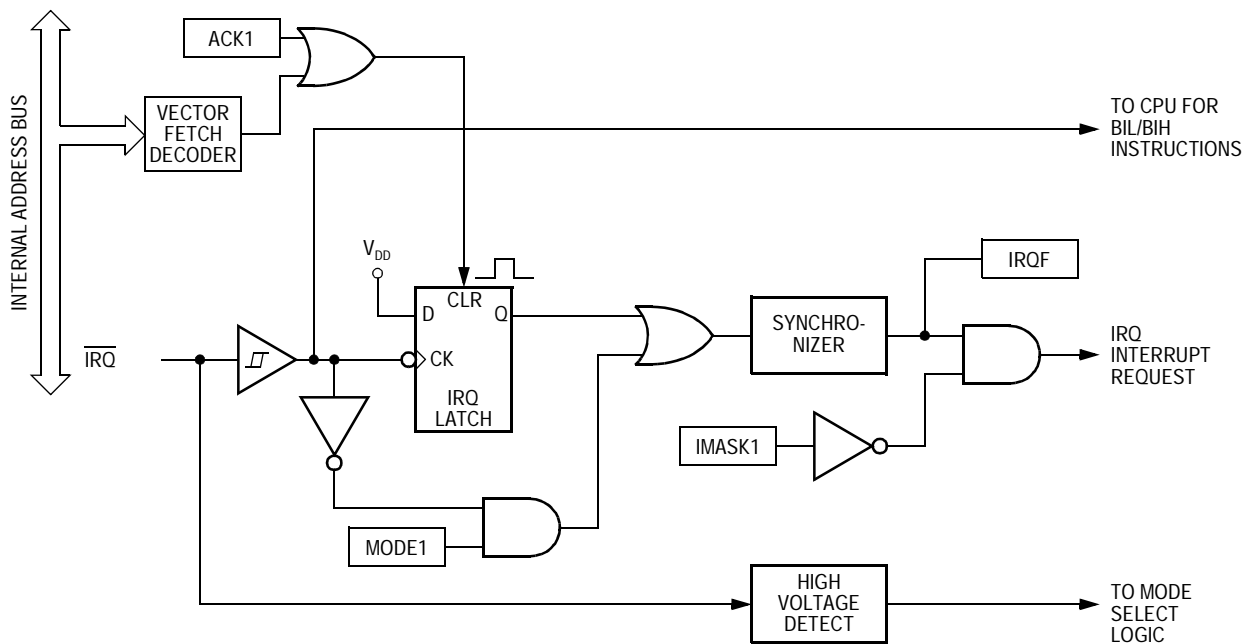 INTERNAL ADDRESS BUS
ACK1
VECTOR
FETCH
DECODER
TO CPU FOR
BIL/BIH
INSTRUCTIONS
VDD
CLR
D
Q
CK
IRQ
LATCH
IRQ
SYNCHRO-
NIZER
IRQF
IRQ
INTERRUPT
REQUEST
IMASK1
MODE1
HIGH
VOLTAGE
DETECT
TO MODE
SELECT
LOGIC